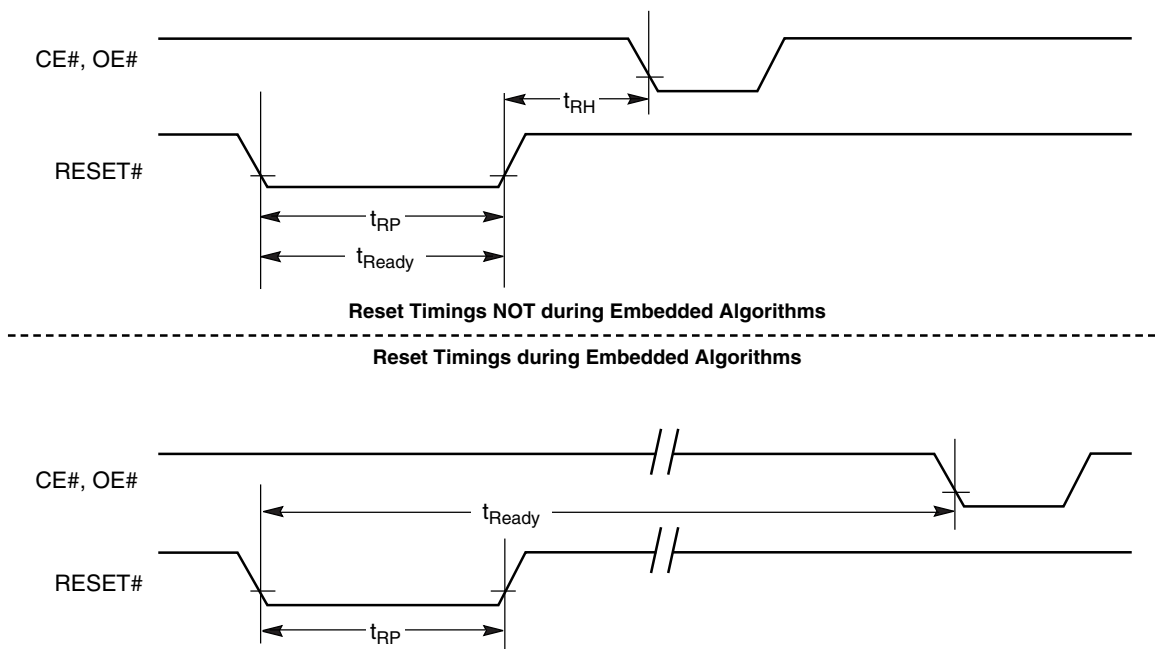 CE#, OE#
tRH
RESET#
tRP
tReady
Reset Timings NOT during Embedded Algorithms
Reset Timings during Embedded Algorithms
CE#, OE#
tReady
RESET#
tRP